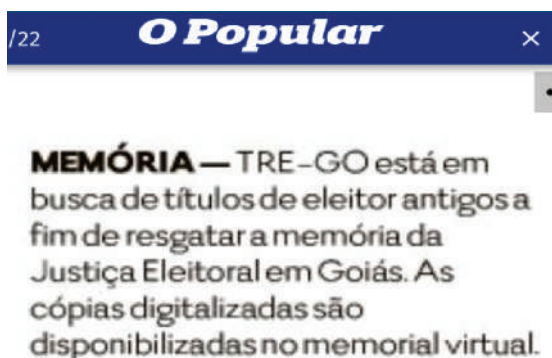 /22 O Popular ×
MEMÓRIA — TRE-GO está em
busca de títulos de eleitor antigos a
fim de resgatar a memória da
Justiça Eleitoral em Goiás. As
cópias digitalizadas são
disponibilizadas no memorial virtual.